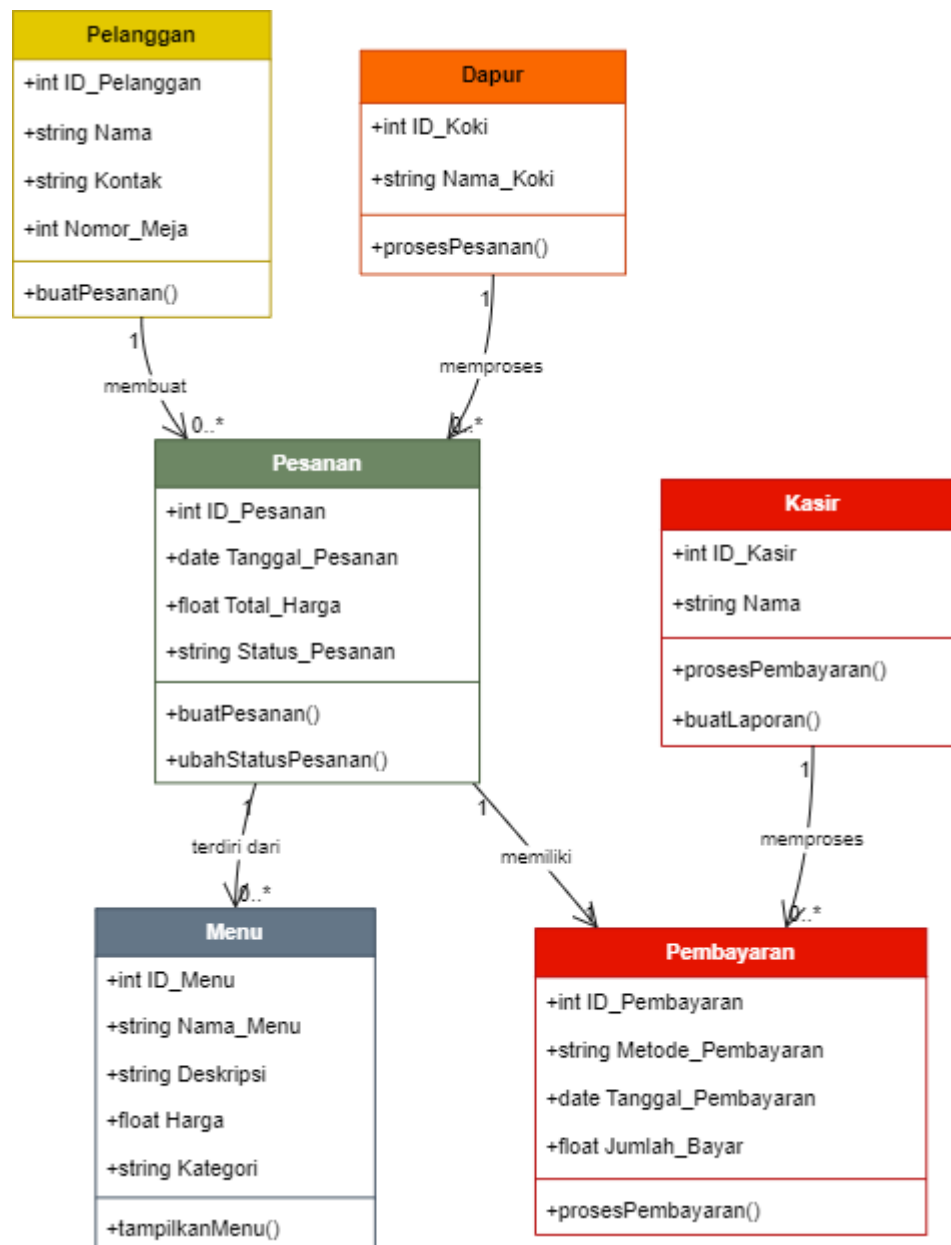 Pelanggan
+int ID_Pelanggan
+string Nama
+string Kontak
+int Nomor_Meja
+buatPesanan()
Dapur
+int ID_Koki
+string Nama_Koki
+prosesPesanan()
1
membuat
0..*
1
memproses
0..*
Pesanan
+int ID_Pesanan
+date Tanggal_Pesanan
+float Total_Harga
+string Status_Pesanan
+buatPesanan()
+ubahStatusPesanan()
Kasir
+int ID_Kasir
+string Nama
+prosesPembayaran()
+buatLaporan()
1
terdiri dari
0..*
1
memiliki
1
1
memproses
0..*
Menu
+int ID_Menu
+string Nama_Menu
+string Deskripsi
+float Harga
+string Kategori
+tampilkanMenu()
Pembayaran
+int ID_Pembayaran
+string Metode_Pembayaran
+date Tanggal_Pembayaran
+float Jumlah_Bayar
+prosesPembayaran()